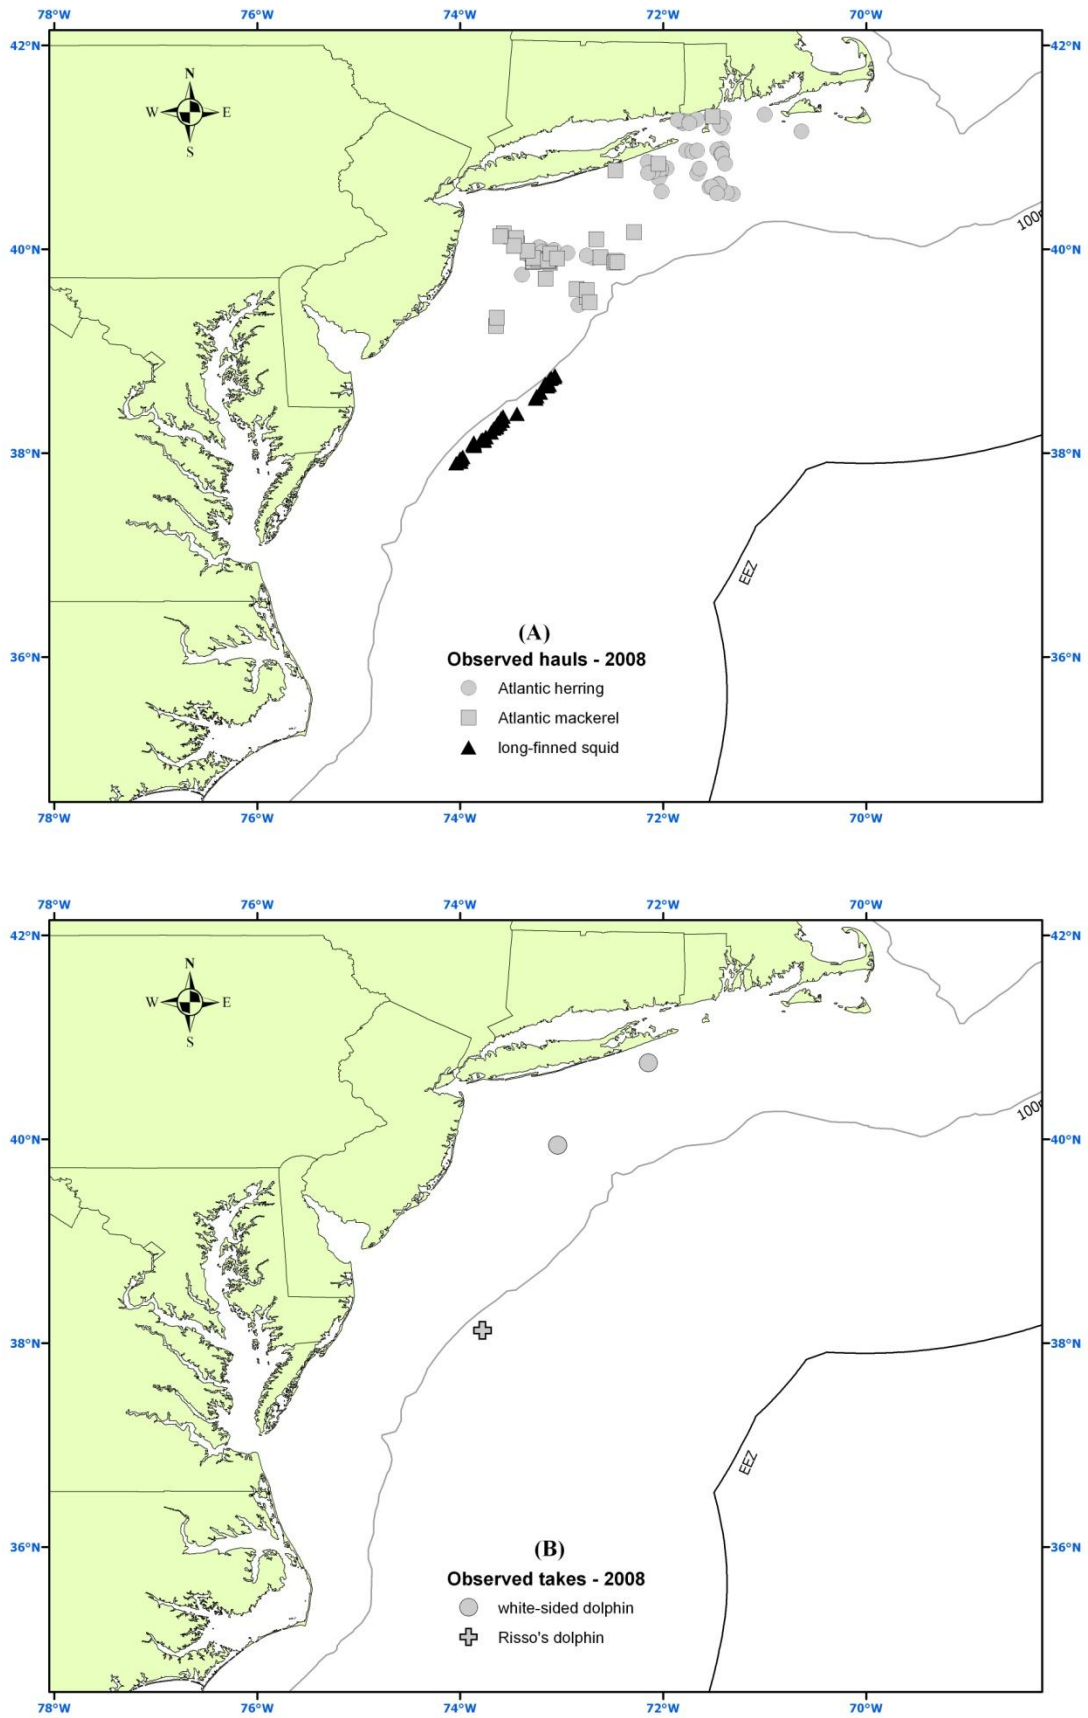 78°W 76°W 74°W 72°W 70°W
42°N 42°N
N
W E
S
40°N 40°N
100m
38°N 38°N
EEZ
36°N 36°N
(A)
Observed hauls - 2008
Atlantic herring
Atlantic mackerel
long-finned squid
78°W 76°W 74°W 72°W 70°W
78°W 76°W 74°W 72°W 70°W
42°N 42°N
N
W E
S
40°N 40°N
100m
38°N 38°N
EEZ
36°N 36°N
(B)
Observed takes - 2008
white-sided dolphin
Risso's dolphin
78°W 76°W 74°W 72°W 70°W